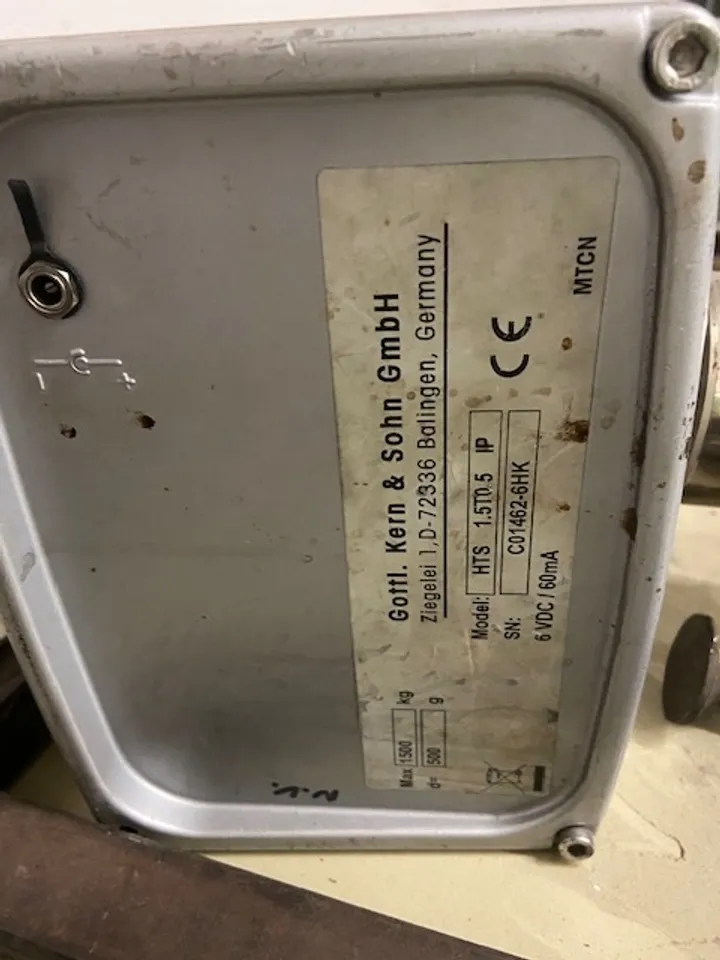 Gottl. Kern & Sohn GmbH
Ziegelei 1, D-72336 Balingen, Germany
Model: HTS 1.5T0.5 IP
SN: C01462-6HK
6 VDC / 60mA
CE
MTCN
Max 1500 kg
d= 500 g
- +